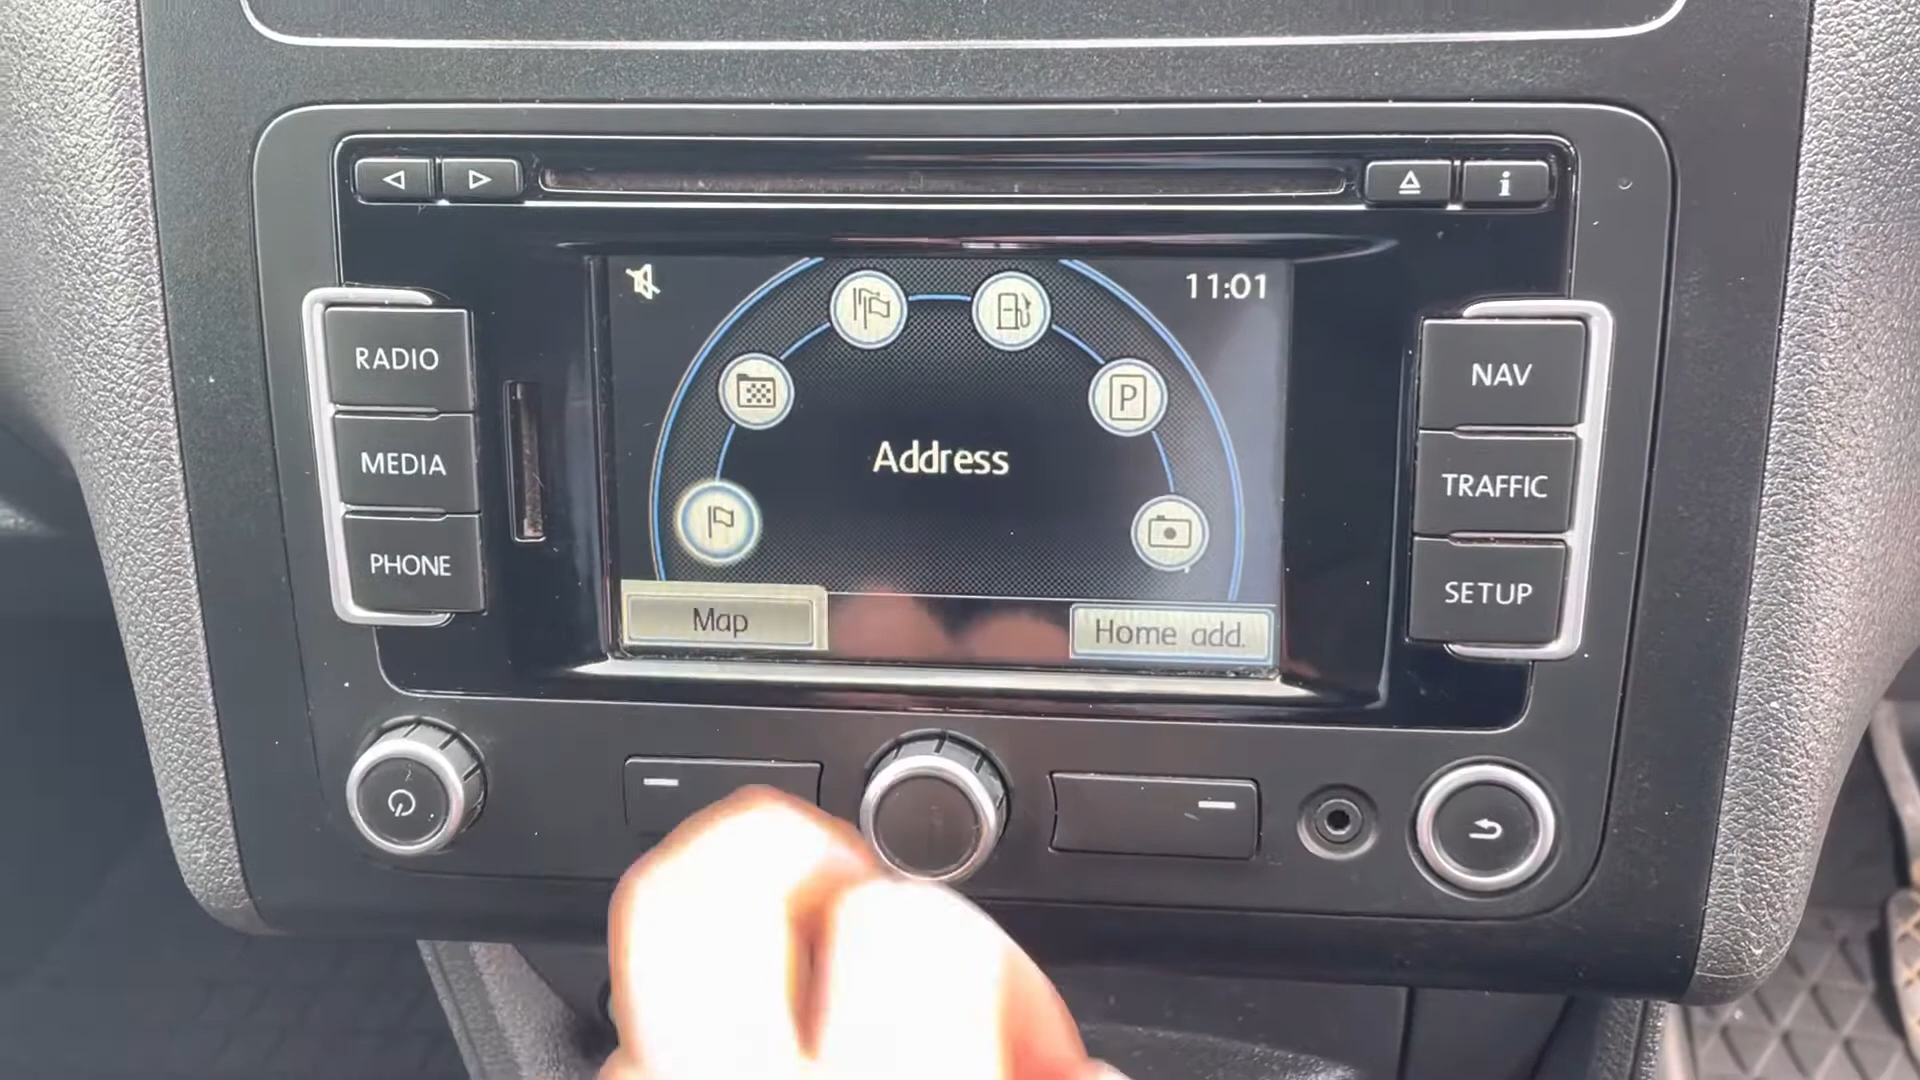 i
11:01
RADIO
MEDIA
PHONE
P
Address
Map
Home add.
NAV
TRAFFIC
SETUP